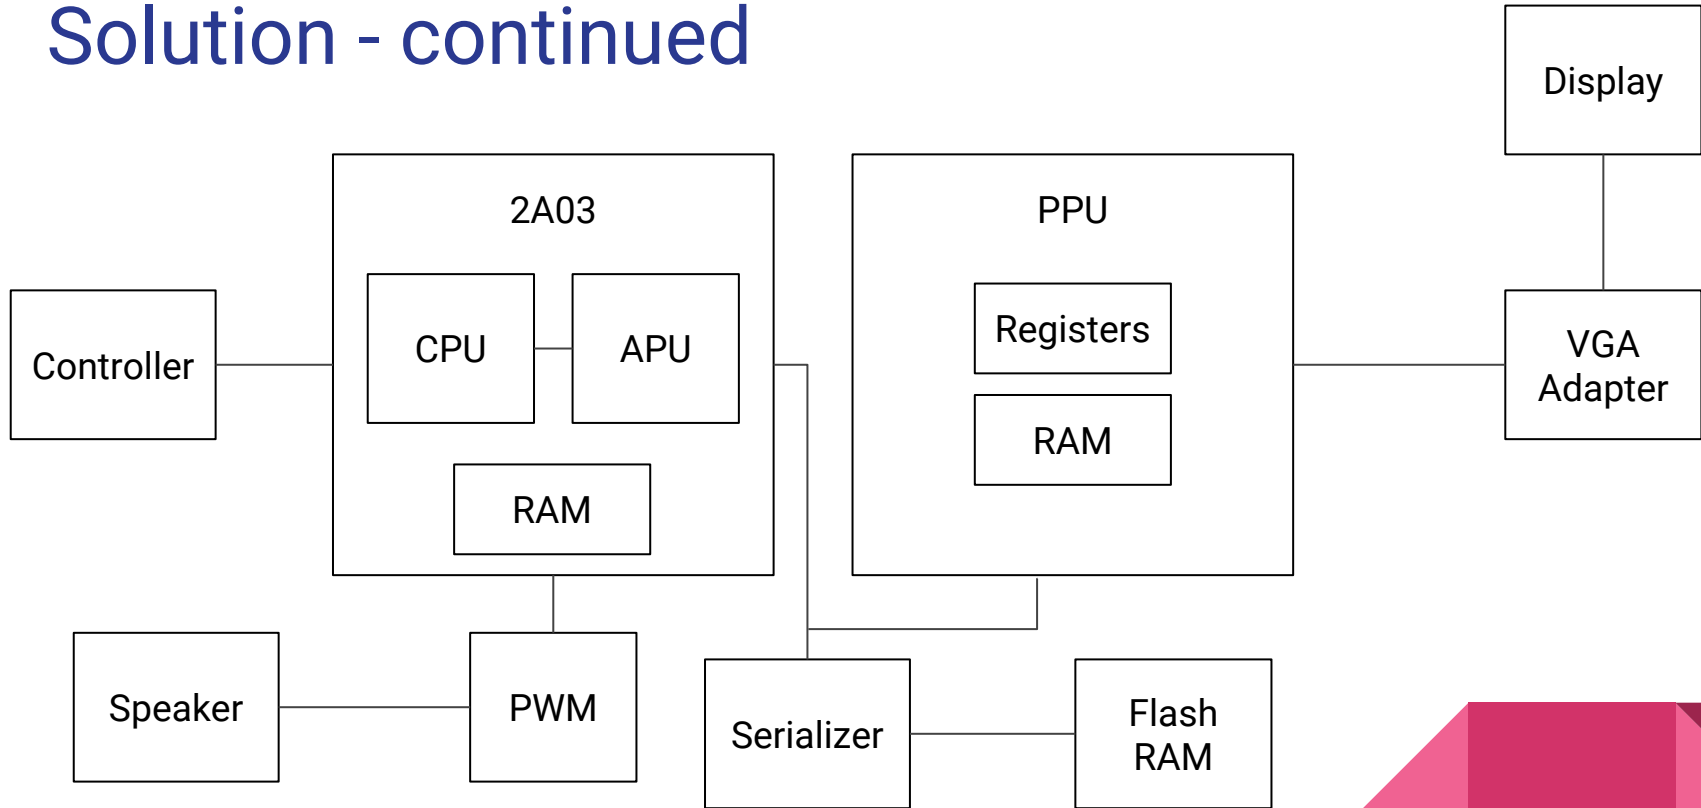 Solution - continued
Display
2A03
PPU
CPU
APU
Registers
Controller
VGA
Adapter
RAM
RAM
Speaker
PWM
Serializer
Flash
RAM